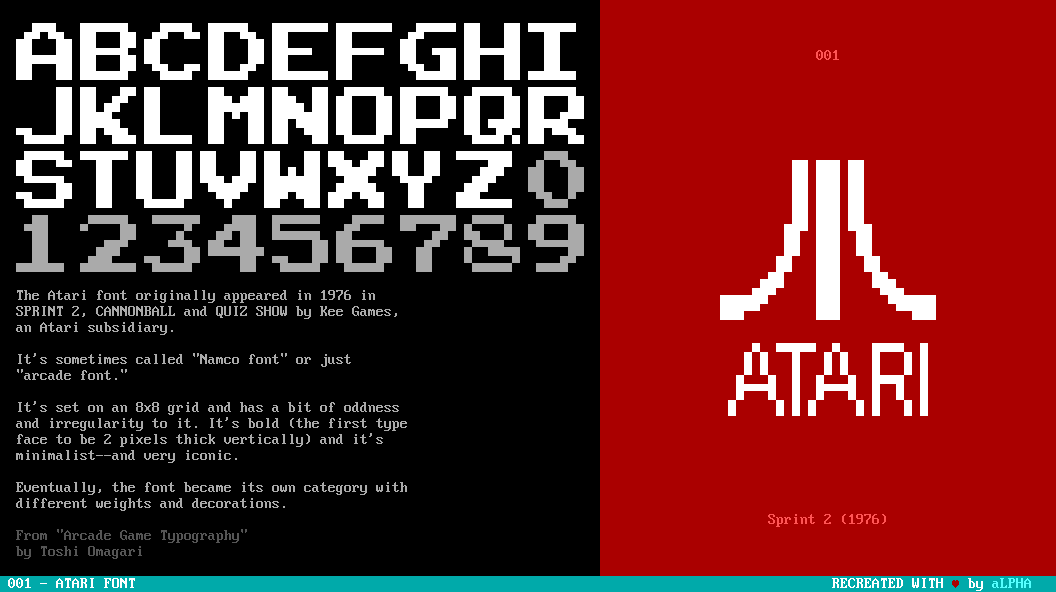 ABCDEFGHI
JKLMNOPQR
STUVWXYZ0
123456789
The Atari font originally appeared in 1976 in
SPRINT 2, CANNONBALL and QUIZ SHOW by Kee Games,
an Atari subsidiary.
It's sometimes called "Namco font" or just
"arcade font."
It's set on an 8x8 grid and has a bit of oddness
and irregularity to it. It's bold (the first type
face to be 2 pixels thick vertically) and it's
minimalist--and very iconic.
Eventually, the font became its own category with
different weights and decorations.
From "Arcade Game Typography"
by Toshi Omagari
001
ATARI
Sprint 2 (1976)
001 - ATARI FONT
RECREATED WITH ♥ by aLPHA